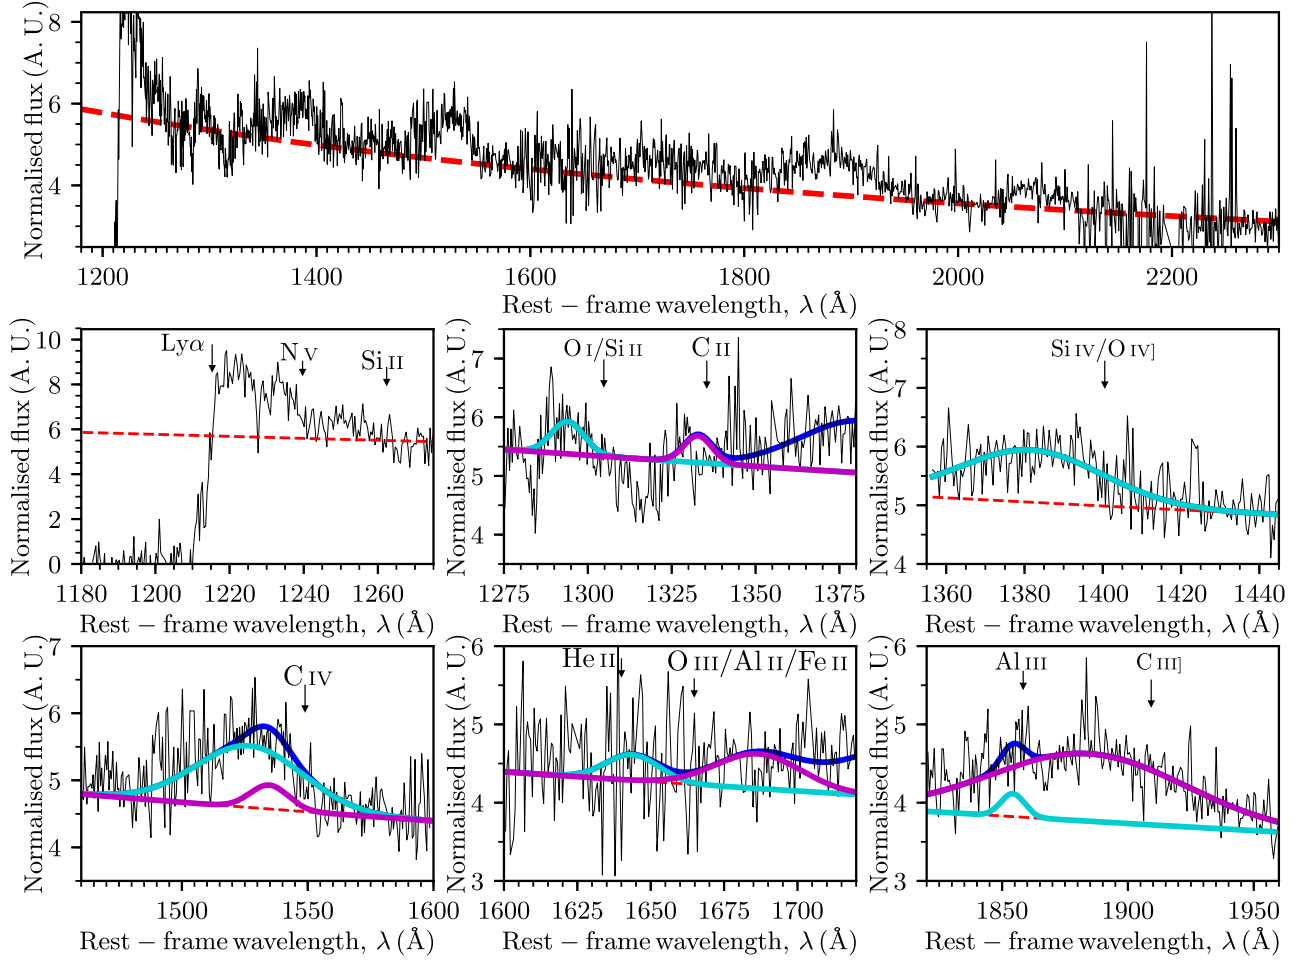 Normalised flux (A. U.)
8
6
4
1200 1400 1600 1800 2000 2200
Rest − frame wavelength, λ (Å)
Normalised flux (A. U.)
10
8
6
4
2
0
Lyα
N V
Si II
1180 1200 1220 1240 1260
Rest − frame wavelength, λ (Å)
Normalised flux (A. U.)
7
6
5
4
O I/Si II
C II
1275 1300 1325 1350 1375
Rest − frame wavelength, λ (Å)
Normalised flux (A. U.)
8
7
6
5
4
Si IV/O IV]
1360 1380 1400 1420 1440
Rest − frame wavelength, λ (Å)
Normalised flux (A. U.)
7
6
5
4
C IV
1500 1550 1600
Rest − frame wavelength, λ (Å)
Normalised flux (A. U.)
6
5
4
3
He II
O III/Al II/Fe II
1600 1625 1650 1675 1700
Rest − frame wavelength, λ (Å)
Normalised flux (A. U.)
6
5
4
3
Al III
C III]
1850 1900 1950
Rest − frame wavelength, λ (Å)